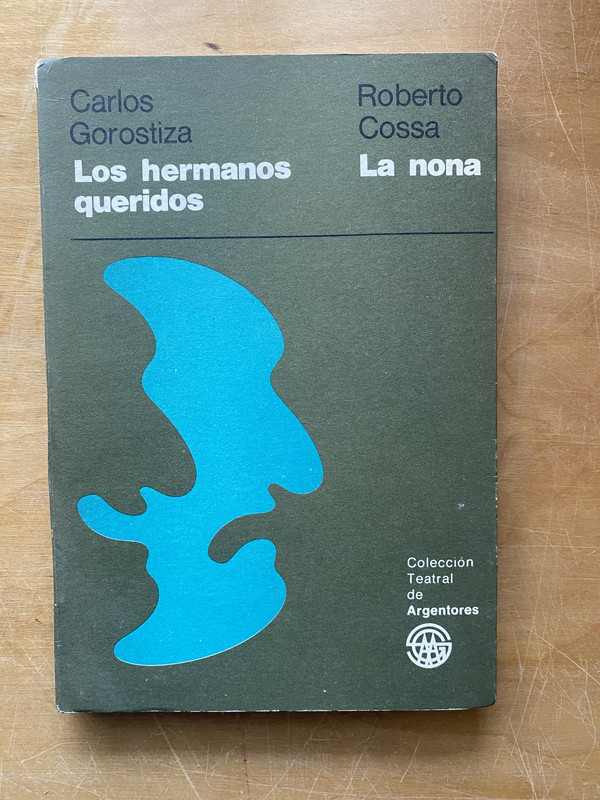 Carlos
Gorostiza
Los hermanos
queridos
Roberto
Cossa
La nona
Colección
Teatral
de
Argentores